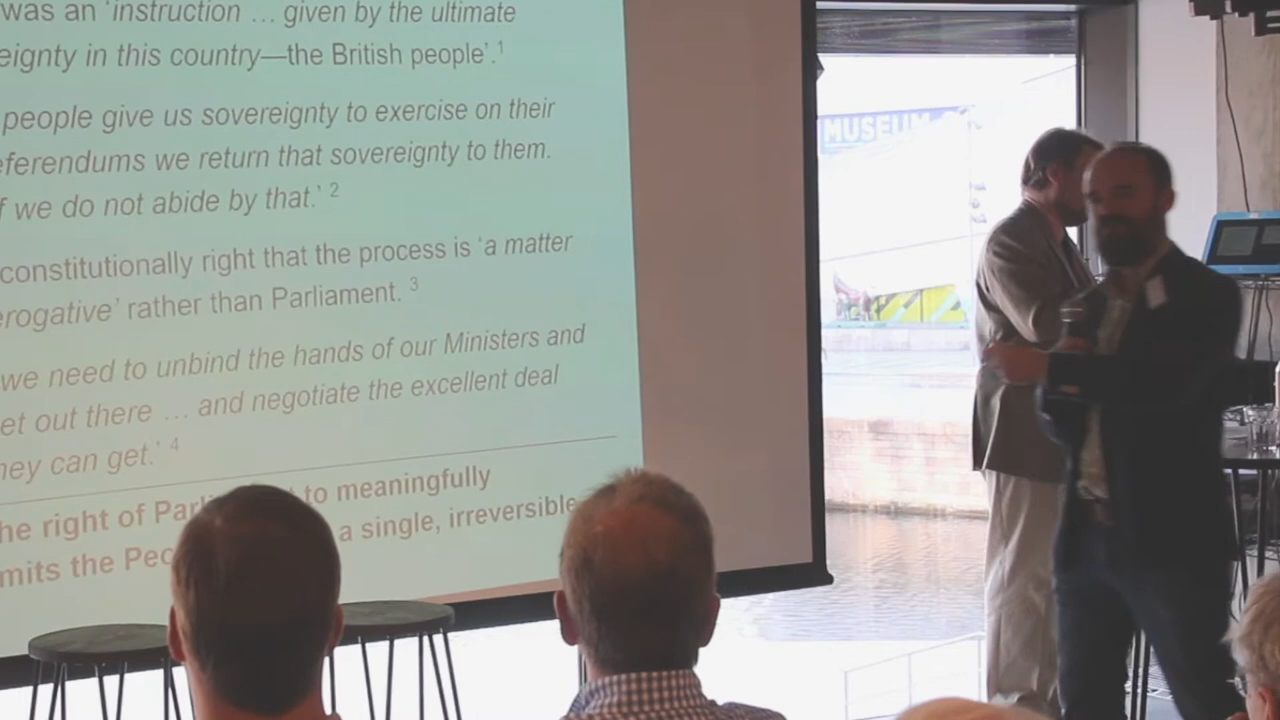 was an 'instruction … given by the ultimate
eignty in this country—the British people'.1
people give us sovereignty to exercise on their
eferendums we return that sovereignty to them.
f we do not abide by that.' 2
constitutionally right that the process is 'a matter
erogative' rather than Parliament. 3
we need to unbind the hands of our Ministers and
et out there … and negotiate the excellent deal
hey can get.' 4
he right of Parl t to meaningfully
mits the Peo a single, irreversible
MUSEUM